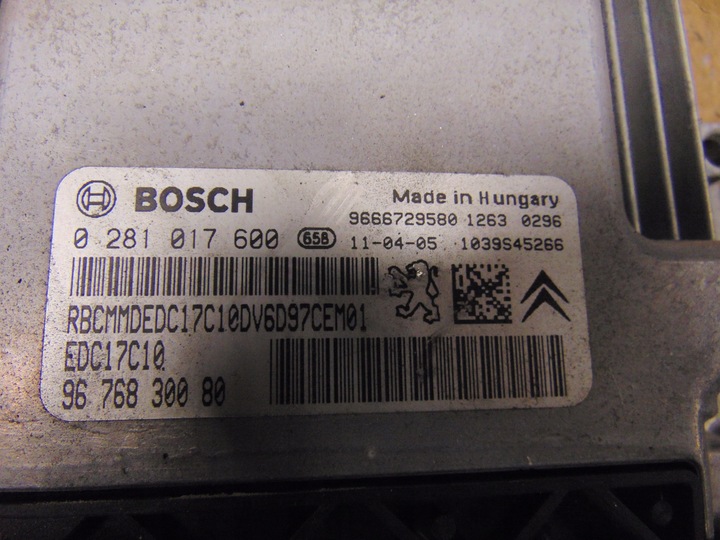 BOSCH
Made in Hungary
9666729580 1263 0296
0 281 017 600 658
11-04-05 1039S45266
RBCMMDEDC17C10DV6D97CEM01
EDC17C10
96 768 300 80